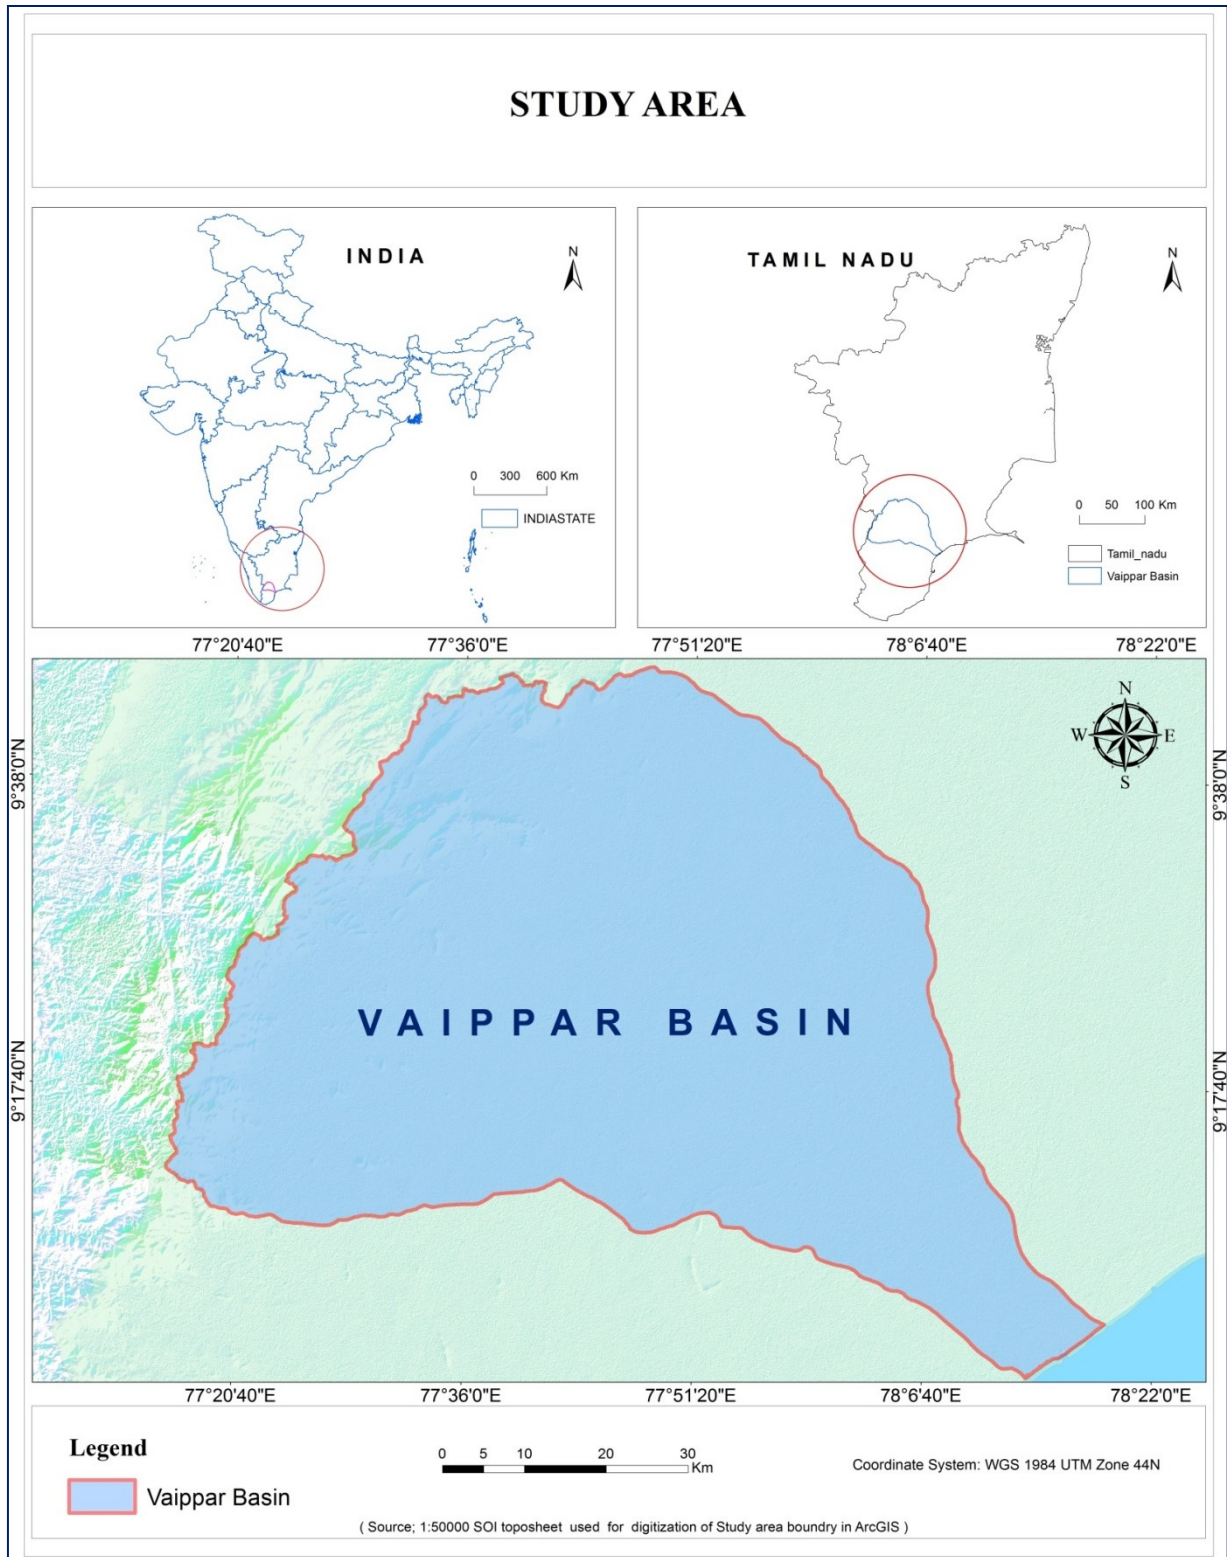 STUDY AREA
INDIA
N
0 300 600 Km
INDIASTATE
TAMIL NADU
N
0 50 100 Km
Tamil_nadu
Vaippar Basin
77°20'40"E 77°36'0"E 77°51'20"E 78°6'40"E 78°22'0"E
N
W E
S
9°38'0"N 9°38'0"N
VAIPPAR BASIN
9°17'40"N 9°17'40"N
77°20'40"E 77°36'0"E 77°51'20"E 78°6'40"E 78°22'0"E
Legend
Vaippar Basin
0 5 10 20 30
Km
Coordinate System: WGS 1984 UTM Zone 44N
( Source; 1:50000 SOI toposheet used for digitization of Study area boundry in ArcGIS )